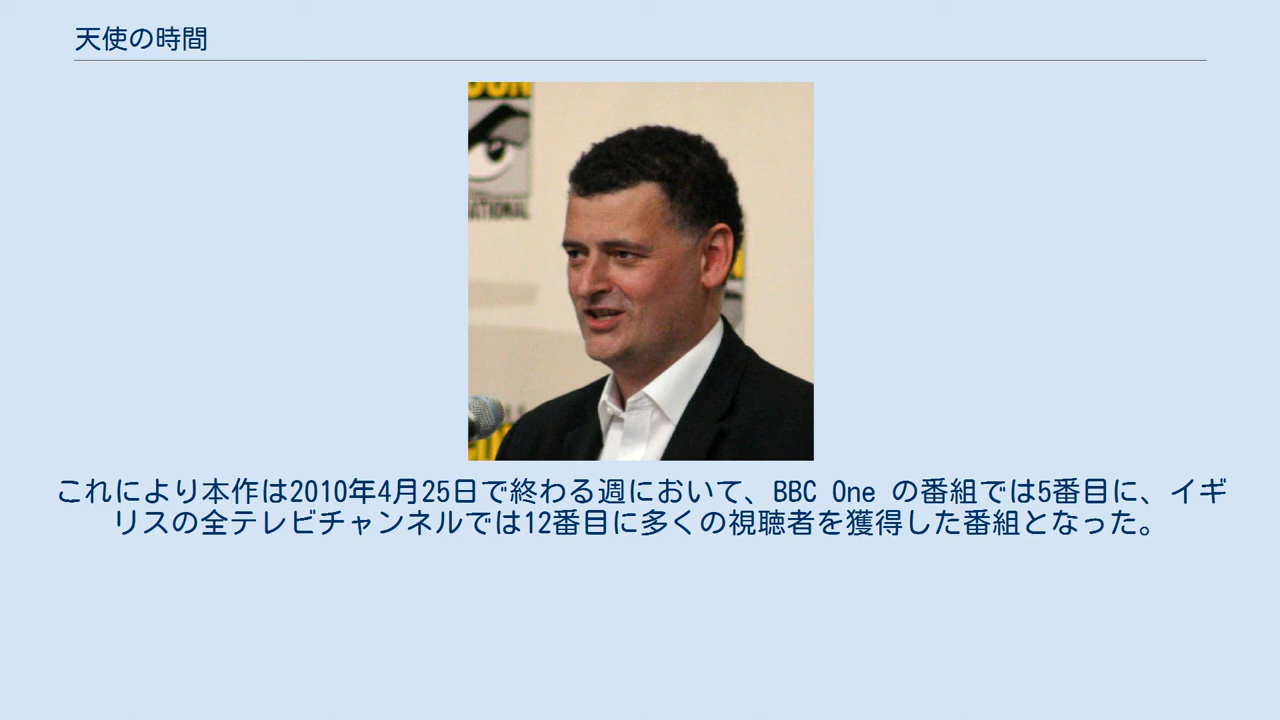 天使の時間
NATIONAL
これにより本作は2010年4月25日で終わる週において、BBC One の番組では5番目に、イギ
リスの全テレビチャンネルでは12番目に多くの視聴者を獲得した番組となった。